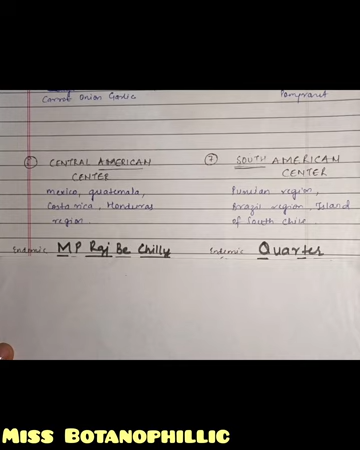 Carrot Onion Garlic
Pomprant
⑥ CENTRAL AMERICAN
CENTER
mexico, guatemala,
Costa rica, Honduras
region
Endemic MP Raj Be Chilly
⑦ SOUTH AMERICAN
CENTER
Peruvian region,
Brazil region, Island
of South Chile
Endemic Quarter
MISS BOTANOPHILLIC